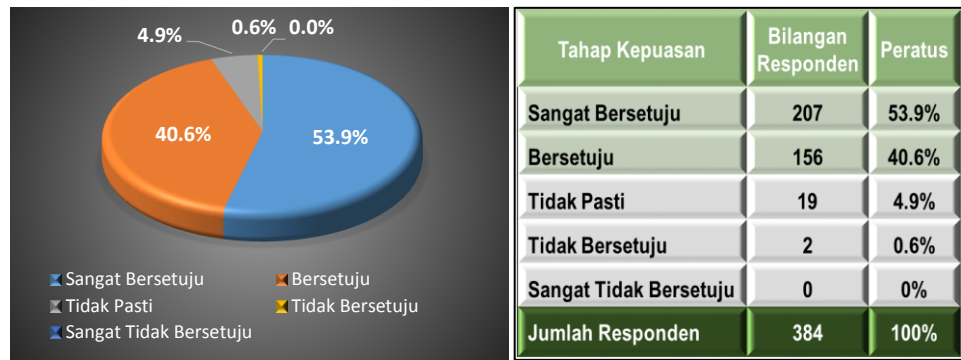 4.9%
0.6%
0.0%
40.6%
53.9%
Sangat Bersetuju
Bersetuju
Tidak Pasti
Tidak Bersetuju
Sangat Tidak Bersetuju
Tahap Kepuasan
Bilangan
Responden
Peratus
Sangat Bersetuju 207 53.9%
Bersetuju 156 40.6%
Tidak Pasti 19 4.9%
Tidak Bersetuju 2 0.6%
Sangat Tidak Bersetuju 0 0%
Jumlah Responden 384 100%